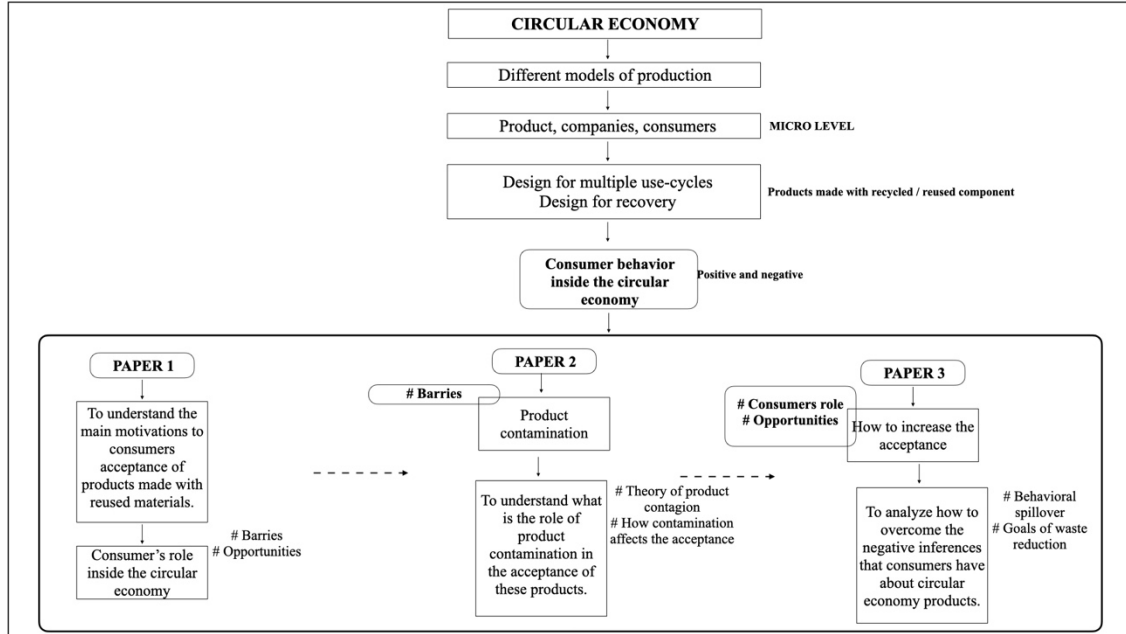 CIRCULAR ECONOMY
Different models of production
Product, companies, consumers
MICRO LEVEL
Design for multiple use-cycles
Design for recovery
Products made with recycled / reused component
Consumer behavior
inside the circular
economy
Positive and negative
PAPER 1
To understand the
main motivations to
consumers
acceptance of
products made with
reused materials.
# Barries
# Opportunities
Consumer's role
inside the circular
economy
PAPER 2
# Barries
Product
contamination
To understand what
is the role of
product
contamination in
the acceptance of
these products.
# Theory of product
contagion
# How contamination
affects the acceptance
PAPER 3
# Consumers role
# Opportunities
How to increase the
acceptance
To analyze how to
overcome the
negative inferences
that consumers have
about circular
economy products.
# Behavioral
spillover
# Goals of waste
reduction